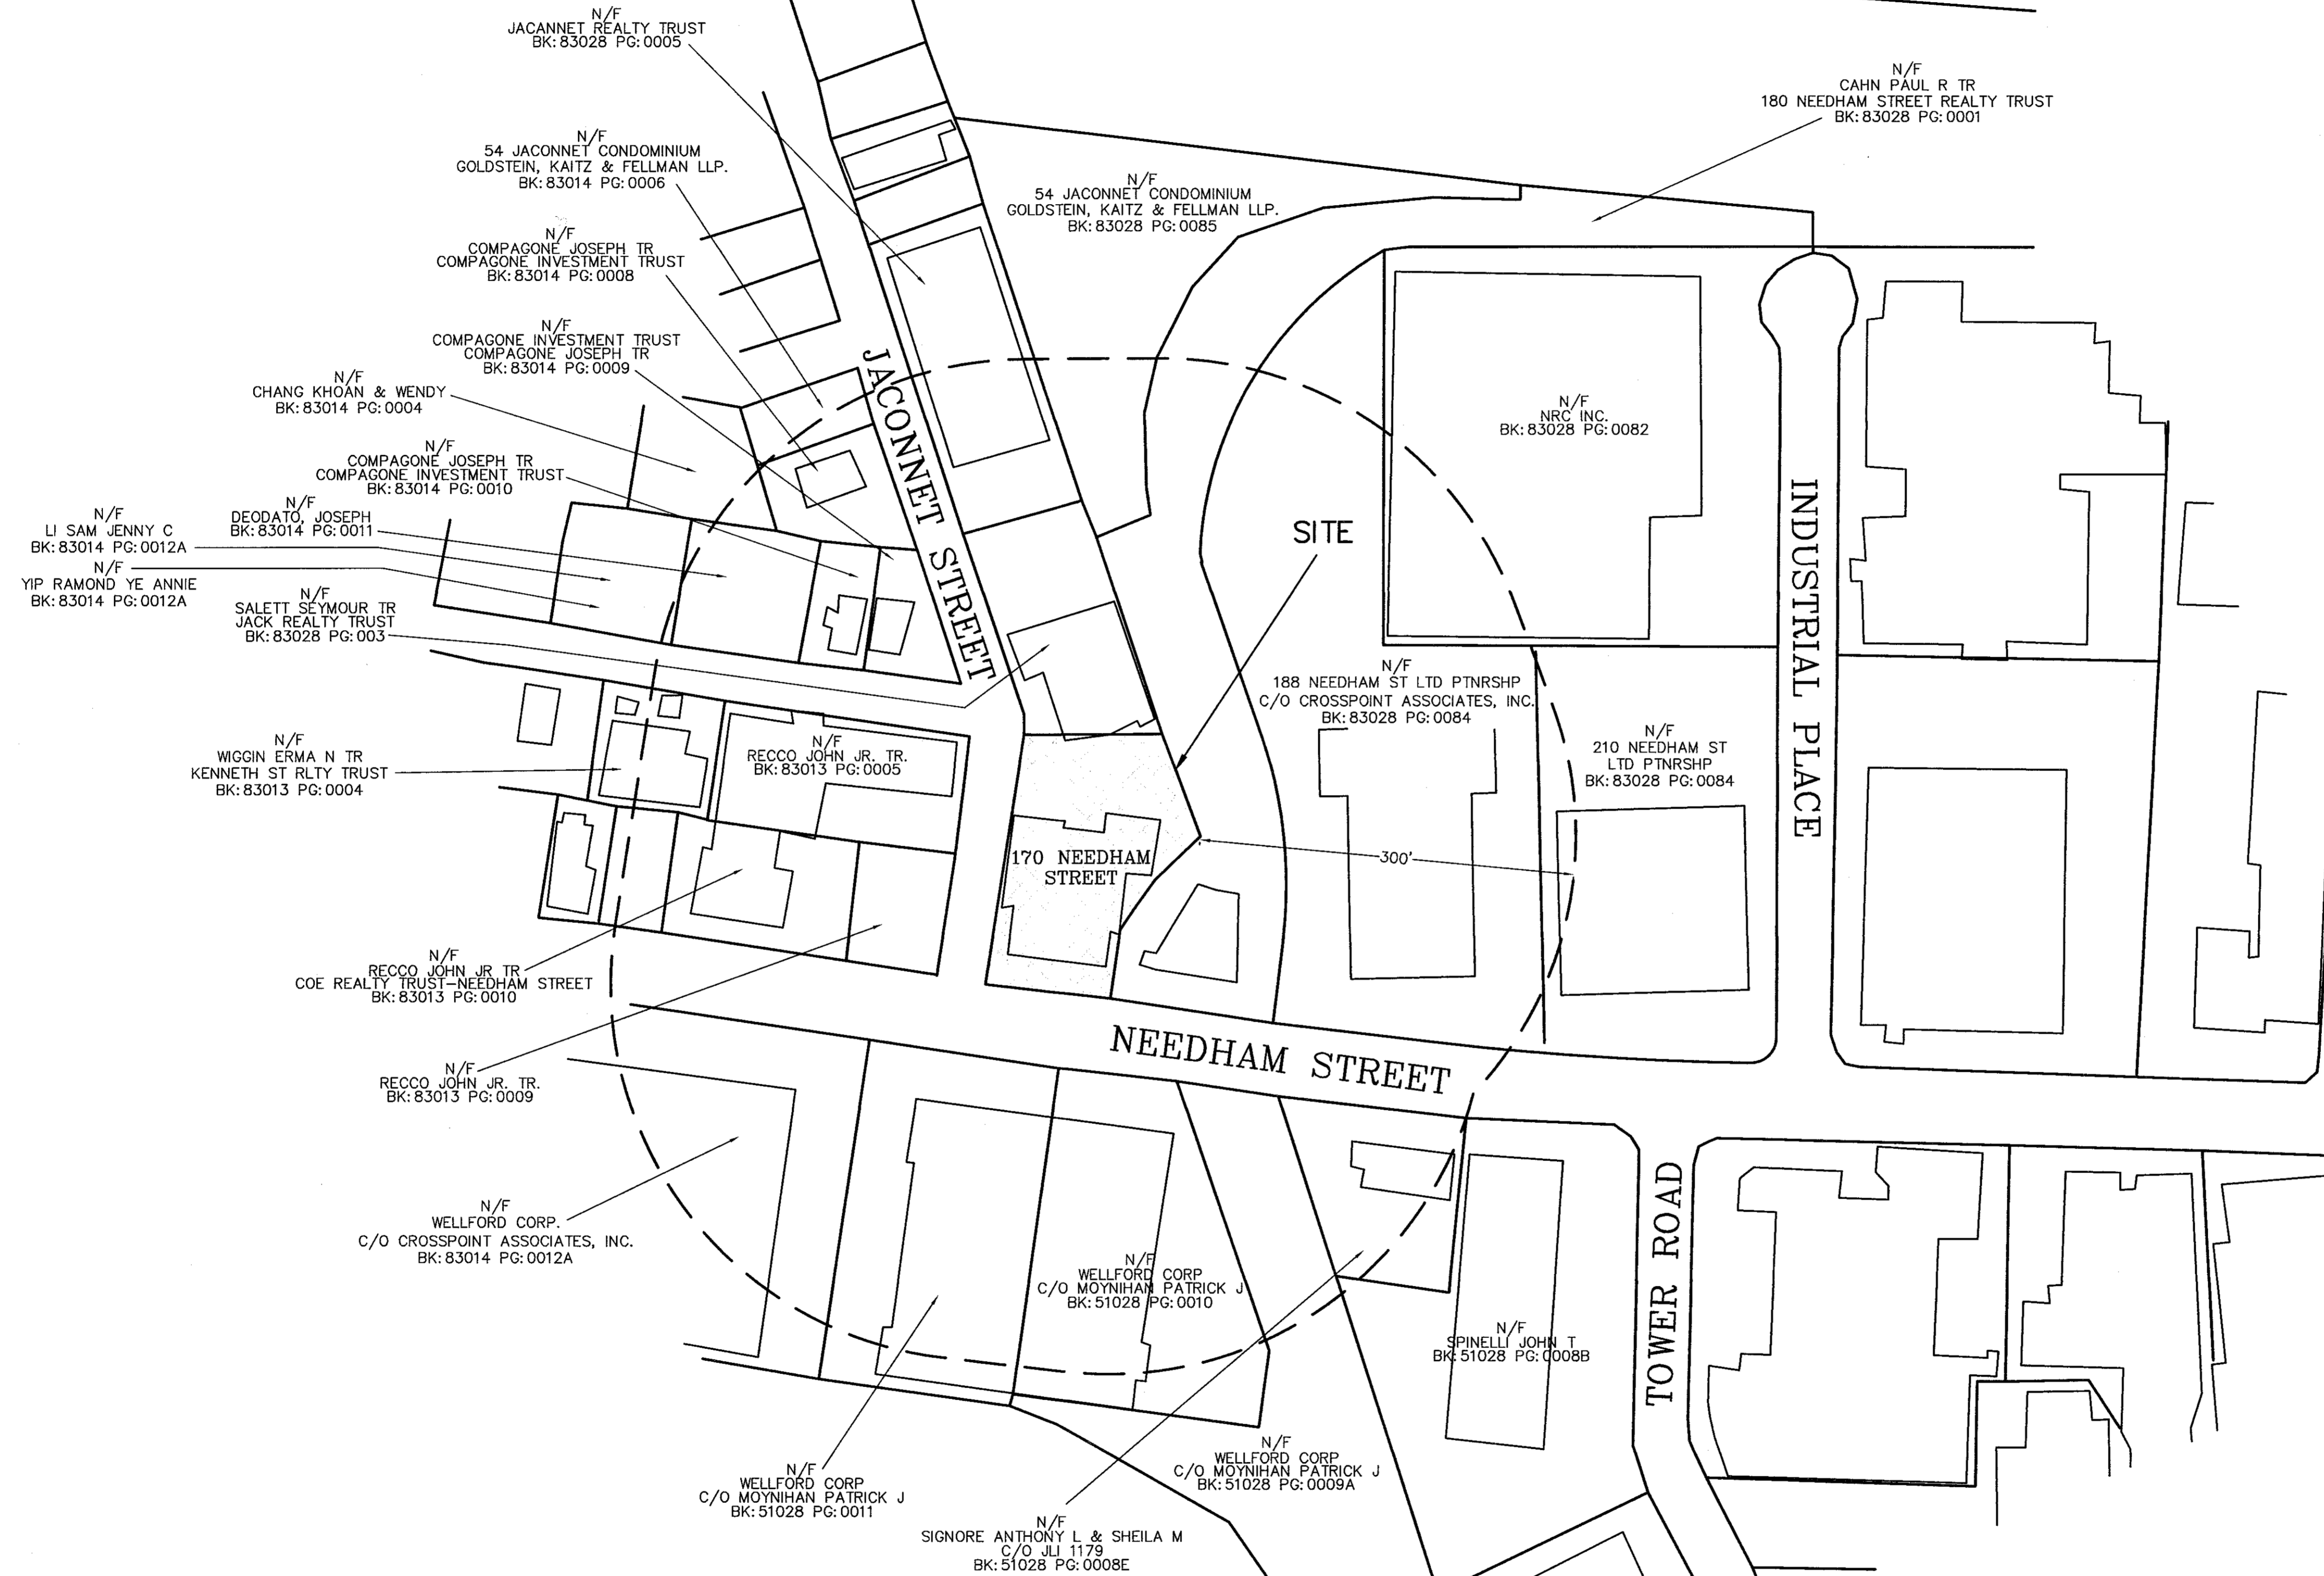 N/F
JACANNET REALTY TRUST
BK: 83028 PG: 0005
N/F
CAHN PAUL R TR
180 NEEDHAM STREET REALTY TRUST
BK: 83028 PG: 0001
N/F
54 JACONNET CONDOMINIUM
GOLDSTEIN, KAITZ & FELLMAN LLP.
BK: 83014 PG: 0006
N/F
54 JACONNET CONDOMINIUM
GOLDSTEIN, KAITZ & FELLMAN LLP.
BK: 83028 PG: 0085
N/F
COMPAGONE JOSEPH TR
COMPAGONE INVESTMENT TRUST
BK: 83014 PG: 0008
N/F
COMPAGONE INVESTMENT TRUST
COMPAGONE JOSEPH TR
BK: 83014 PG: 0009
N/F
CHANG KHOAN & WENDY
BK: 83014 PG: 0004
N/F
NRC INC.
BK: 83028 PG: 0082
N/F
COMPAGONE JOSEPH TR
COMPAGONE INVESTMENT TRUST
BK: 83014 PG: 0010
N/F
DEODATO, JOSEPH
BK: 83014 PG: 0011
N/F
LI SAM JENNY C
BK: 83014 PG: 0012A
N/F
YIP RAMOND YE ANNIE
BK: 83014 PG: 0012A
N/F
SALETT SEYMOUR TR
JACK REALTY TRUST
BK: 83028 PG: 003
JACONNET STREET
SITE
INDUSTRIAL PLACE
N/F
188 NEEDHAM ST LTD PTNRSHP
C/O CROSSPOINT ASSOCIATES, INC.
BK: 83028 PG: 0084
N/F
210 NEEDHAM ST
LTD PTNRSHP
BK: 83028 PG: 0084
N/F
WIGGIN ERMA N TR
KENNETH ST RLTY TRUST
BK: 83013 PG: 0004
N/F
RECCO JOHN JR. TR.
BK: 83013 PG: 0005
170 NEEDHAM
STREET
300'
N/F
RECCO JOHN JR TR
COE REALTY TRUST-NEEDHAM STREET
BK: 83013 PG: 0010
N/F
RECCO JOHN JR. TR.
BK: 83013 PG: 0009
NEEDHAM STREET
N/F
WELLFORD CORP.
C/O CROSSPOINT ASSOCIATES, INC.
BK: 83014 PG: 0012A
N/F
WELLFORD CORP
C/O MOYNIHAN PATRICK J
BK: 51028 PG: 0010
TOWER ROAD
N/F
SPINELLI JOHN T
BK: 51028 PG: 0008B
N/F
WELLFORD CORP
C/O MOYNIHAN PATRICK J
BK: 51028 PG: 0011
N/F
WELLFORD CORP
C/O MOYNIHAN PATRICK J
BK: 51028 PG: 0009A
N/F
SIGNORE ANTHONY L & SHEILA M
C/O JLI 1179
BK: 51028 PG: 0008E